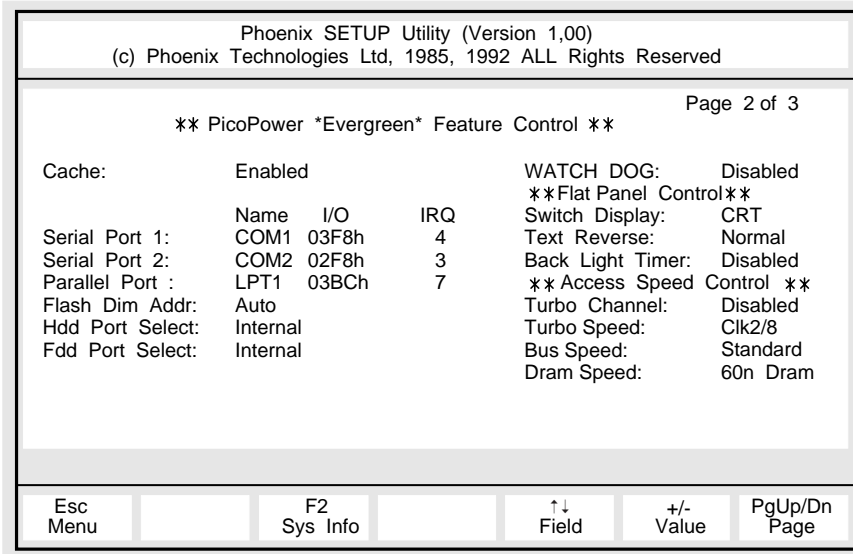 Phoenix SETUP Utility (Version 1,00)
(c) Phoenix Technologies Ltd, 1985, 1992 ALL Rights Reserved
Page 2 of 3
** PicoPower *Evergreen* Feature Control **
Cache: Enabled
Name I/O IRQ
Serial Port 1: COM1 03F8h 4
Serial Port 2: COM2 02F8h 3
Parallel Port : LPT1 03BCh 7
Flash Dim Addr: Auto
Hdd Port Select: Internal
Fdd Port Select: Internal
WATCH DOG: Disabled
**Flat Panel Control**
Switch Display: CRT
Text Reverse: Normal
Back Light Timer: Disabled
** Access Speed Control **
Turbo Channel: Disabled
Turbo Speed: Clk2/8
Bus Speed: Standard
Dram Speed: 60n Dram
Esc F2 ↑↓ +/- PgUp/Dn
Menu Sys Info Field Value Page